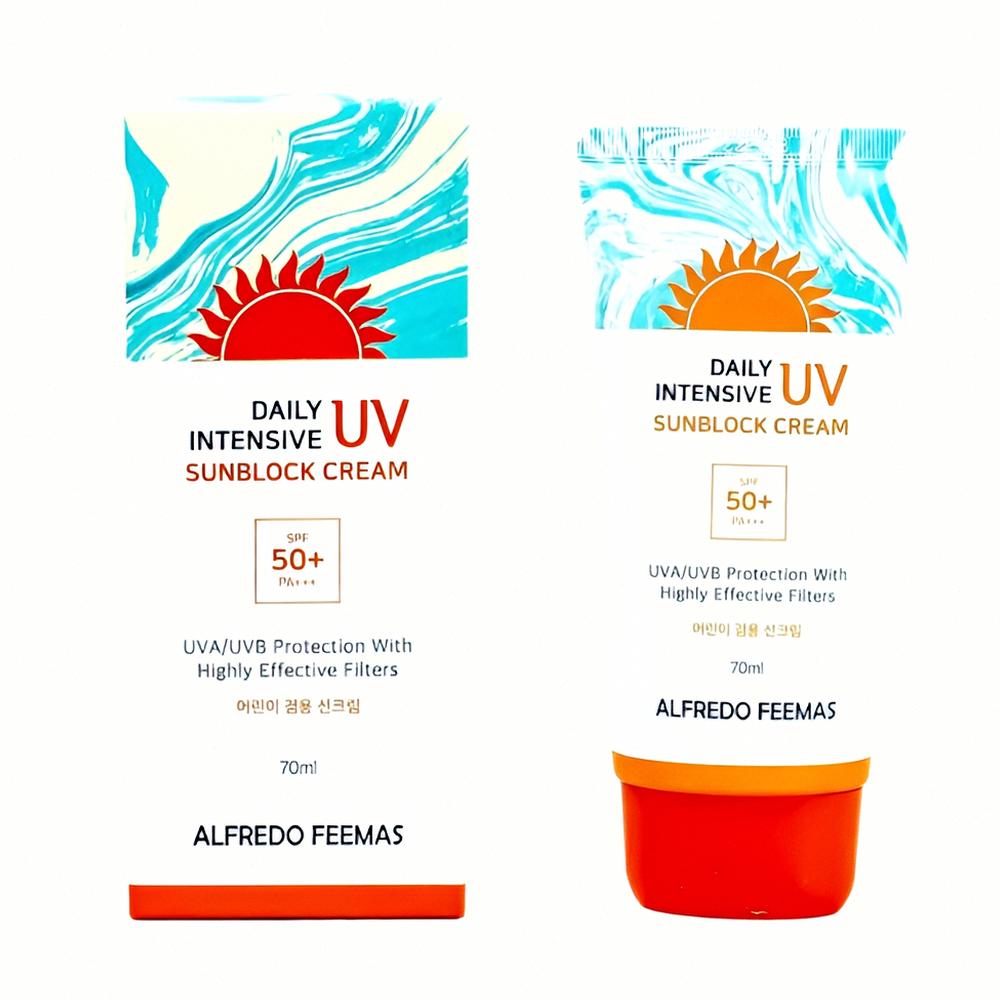 DAILY
INTENSIVE UV
SUNBLOCK CREAM
SPF
50+
PA+++
UVA/UVB Protection With
Highly Effective Filters
어린이 겸용 선크림
70ml
ALFREDO FEEMAS
DAILY
INTENSIVE UV
SUNBLOCK CREAM
SPF
50+
PA+++
UVA/UVB Protection With
Highly Effective Filters
어린이 겸용 선크림
70ml
ALFREDO FEEMAS